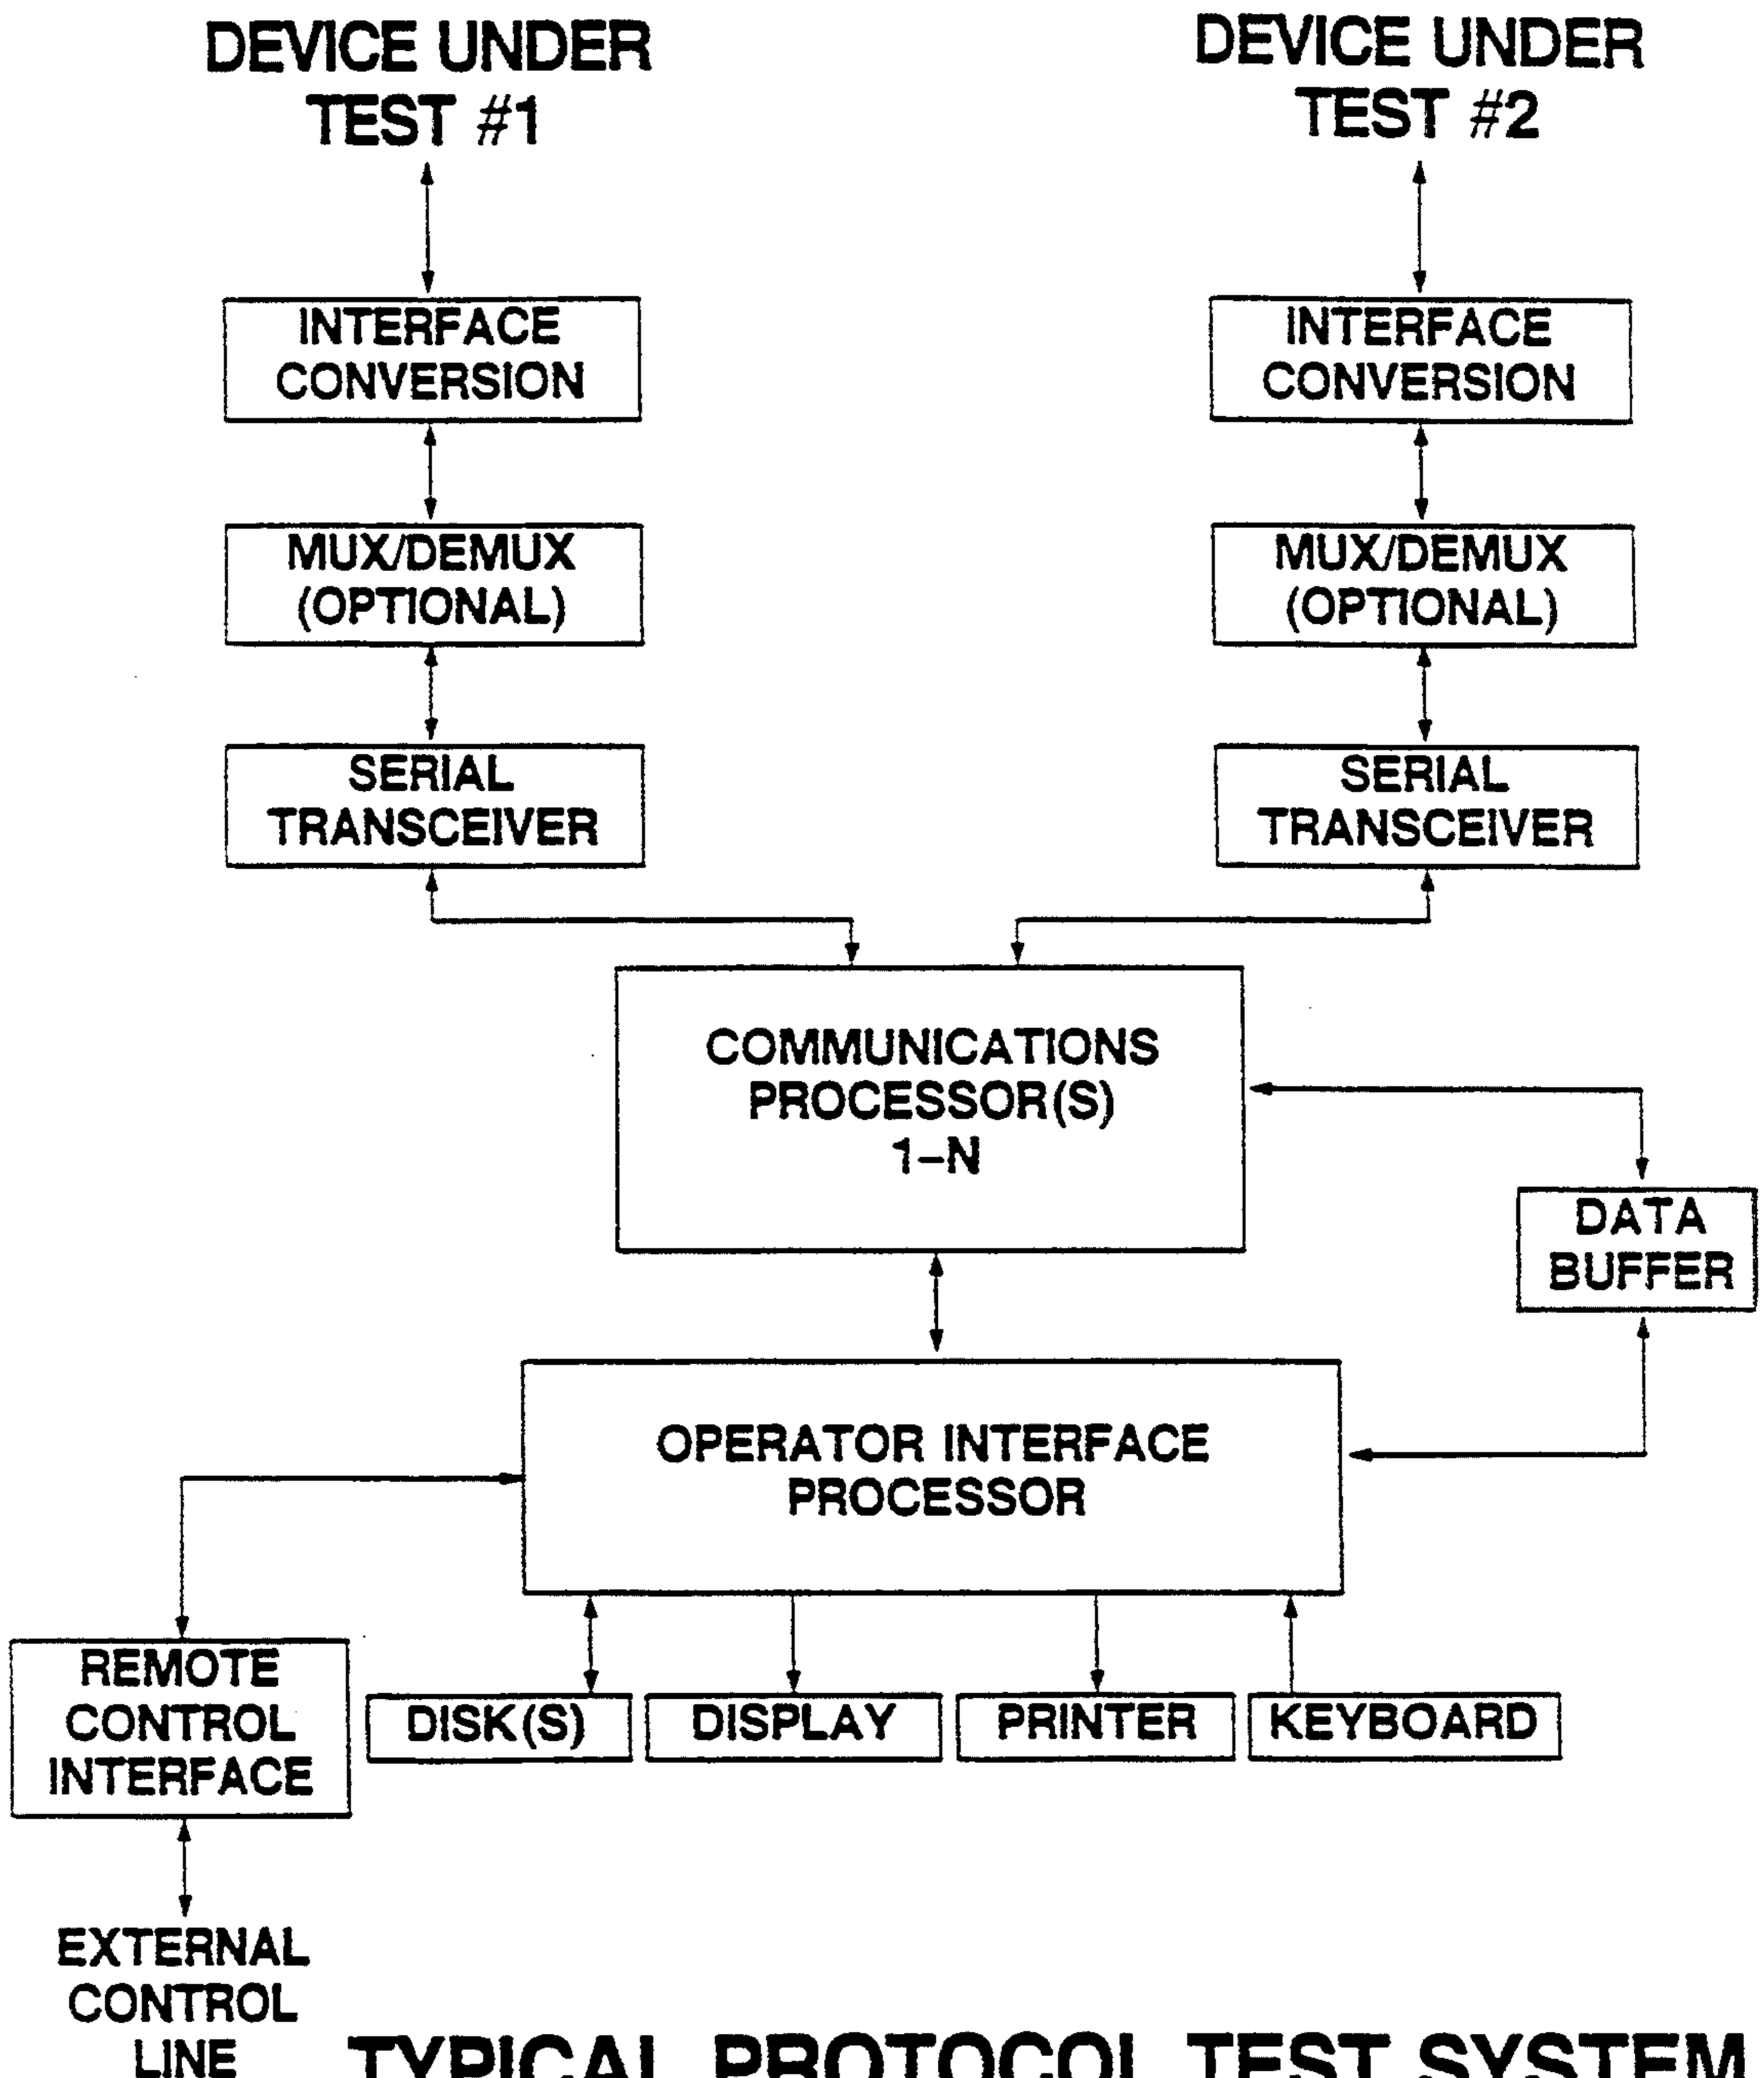 DEVICE UNDER
TEST #1
DEVICE UNDER
TEST #2
INTERFACE
CONVERSION
INTERFACE
CONVERSION
MUX/DEMUX
(OPTIONAL)
MUX/DEMUX
(OPTIONAL)
SERIAL
TRANSCEIVER
SERIAL
TRANSCEIVER
COMMUNICATIONS
PROCESSOR(S)
1-N
DATA
BUFFER
OPERATOR INTERFACE
PROCESSOR
REMOTE
CONTROL
INTERFACE
DISK(S)
DISPLAY
PRINTER
KEYBOARD
EXTERNAL
CONTROL
LINE
TYPICAL PROTOCOL TEST SYSTEM